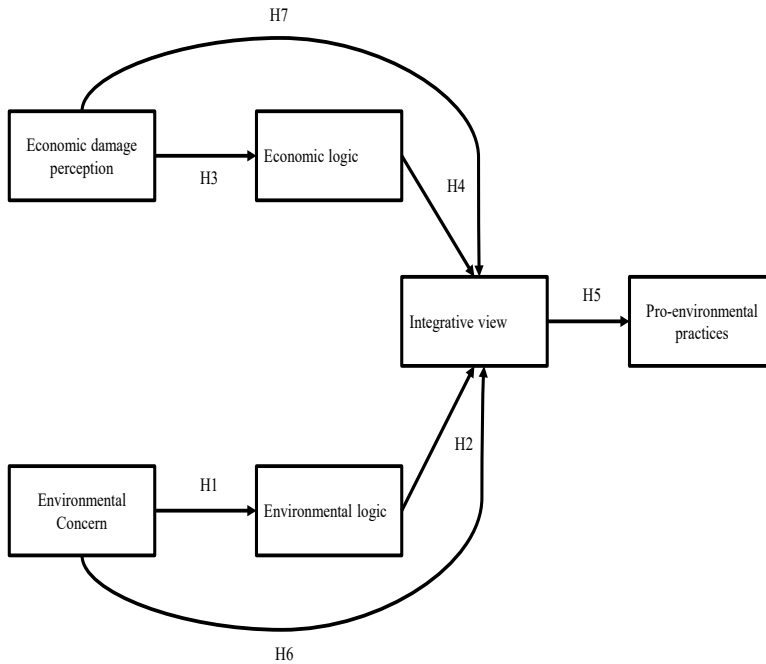 H7
Economic damage
perception
H3
Economic logic
H4
Integrative view
H5
Pro-environmental
practices
Environmental
Concern
H1
Environmental logic
H2
H6